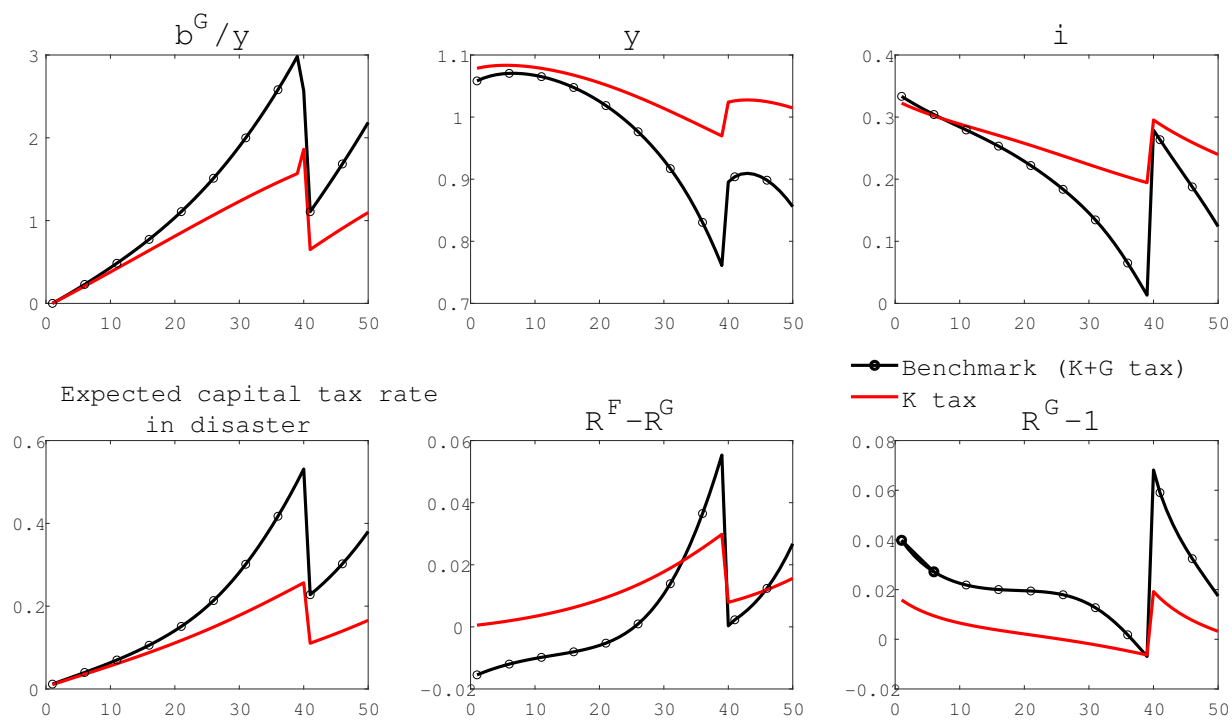 b^G/y
3
2
1
0
0 10 20 30 40 50
y
1.1
1
0.9
0.8
0.7
0 10 20 30 40 50
i
0.4
0.3
0.2
0.1
0
0 10 20 30 40 50
Benchmark (K+G tax)
K tax
Expected capital tax rate
in disaster
0.6
0.4
0.2
0
0 10 20 30 40 50
R^F-R^G
0.06
0.04
0.02
0
-0.02
0 10 20 30 40 50
R^G-1
0.08
0.06
0.04
0.02
0
-0.02
0 10 20 30 40 50